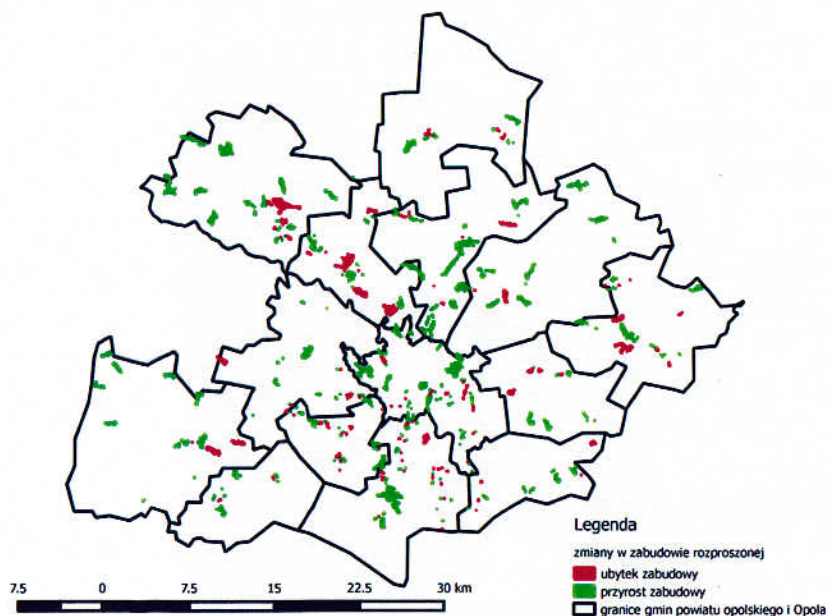 Legenda
zmiany w zabudowie rozproszonej
ubytek zabudowy
przyrost zabudowy
granice gmin powiatu opolskiego i Opola
7.5 0 7.5 15 22.5 30 km